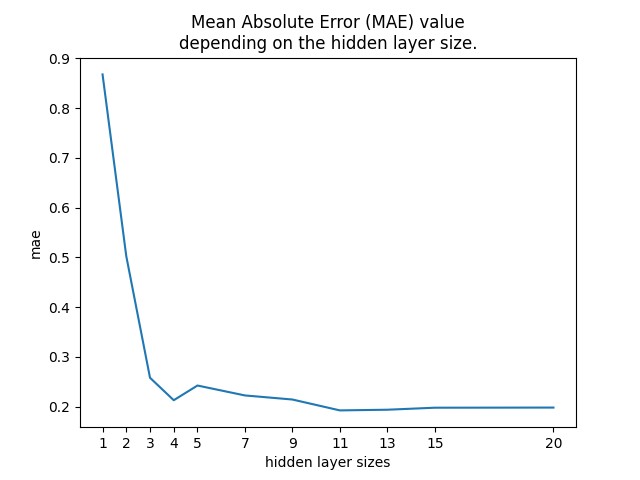 Mean Absolute Error (MAE) value
depending on the hidden layer size.
0.9
0.8
0.7
0.6
0.5
0.4
0.3
0.2
mae
1 2 3 4 5 7 9 11 13 15 20
hidden layer sizes